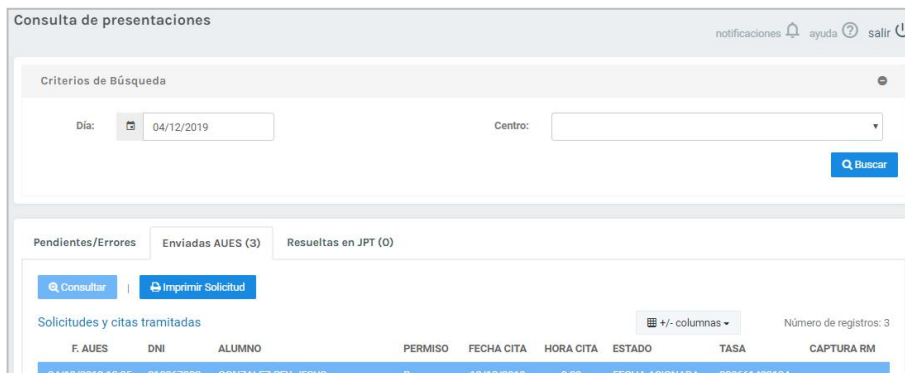 Consulta de presentaciones
notificaciones ayuda salir
Criterios de Búsqueda
Día: 04/12/2019 Centro:
Buscar
Pendientes/Errores Enviadas AUES (3) Resueltas en JPT (0)
Consultar | Imprimir Solicitud
Solicitudes y citas tramitadas +/- columnas Número de registros: 3
F. AUES DNI ALUMNO PERMISO FECHA CITA HORA CITA ESTADO TASA CAPTURA RM